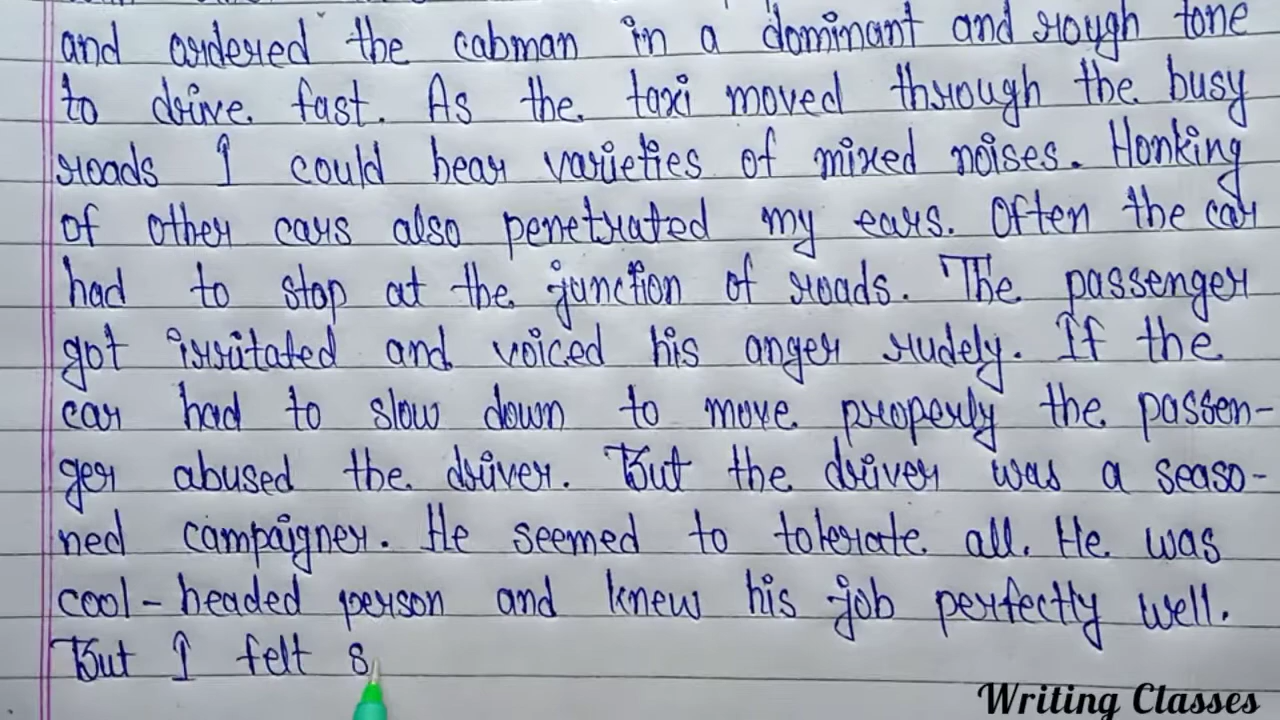 and ordered the cabman in a dominant and rough tone
to drive fast. As the taxi moved through the busy
roads I could hear varieties of mixed noises. Honking
of other cars also penetrated my ears. Often the car
had to stop at the junction of roads. The passenger
got irritated and voiced his anger rudely. If the
car had to slow down to move properly the passen-
ger abused the driver. But the driver was a seaso-
ned campaigner. He seemed to tolerate all. He was
cool-headed person and knew his job perfectly well.
But I felt s
Writing Classes